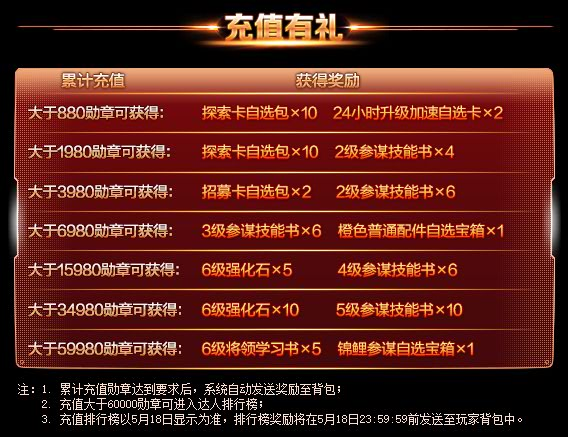 充值有礼
累计充值 获得奖励
大于880勋章可获得: 探索卡自选包×10 24小时升级加速自选卡×2
大于1980勋章可获得: 探索卡自选包×10 2级参谋技能书×4
大于3980勋章可获得: 招募卡自选包×2 2级参谋技能书×6
大于6980勋章可获得: 3级参谋技能书×6 橙色普通配件自选宝箱×1
大于15980勋章可获得: 6级强化石×5 4级参谋技能书×6
大于34980勋章可获得: 6级强化石×10 5级参谋技能书×10
大于59980勋章可获得: 6级将领学习书×5 锦鲤参谋自选宝箱×1
注：1. 累计充值勋章达到要求后，系统自动发送奖励至背包；
2. 充值大于60000勋章可进入达人排行榜；
3. 充值排行榜以5月18日显示为准，排行榜奖励将在5月18日23:59:59前发送至玩家背包中。